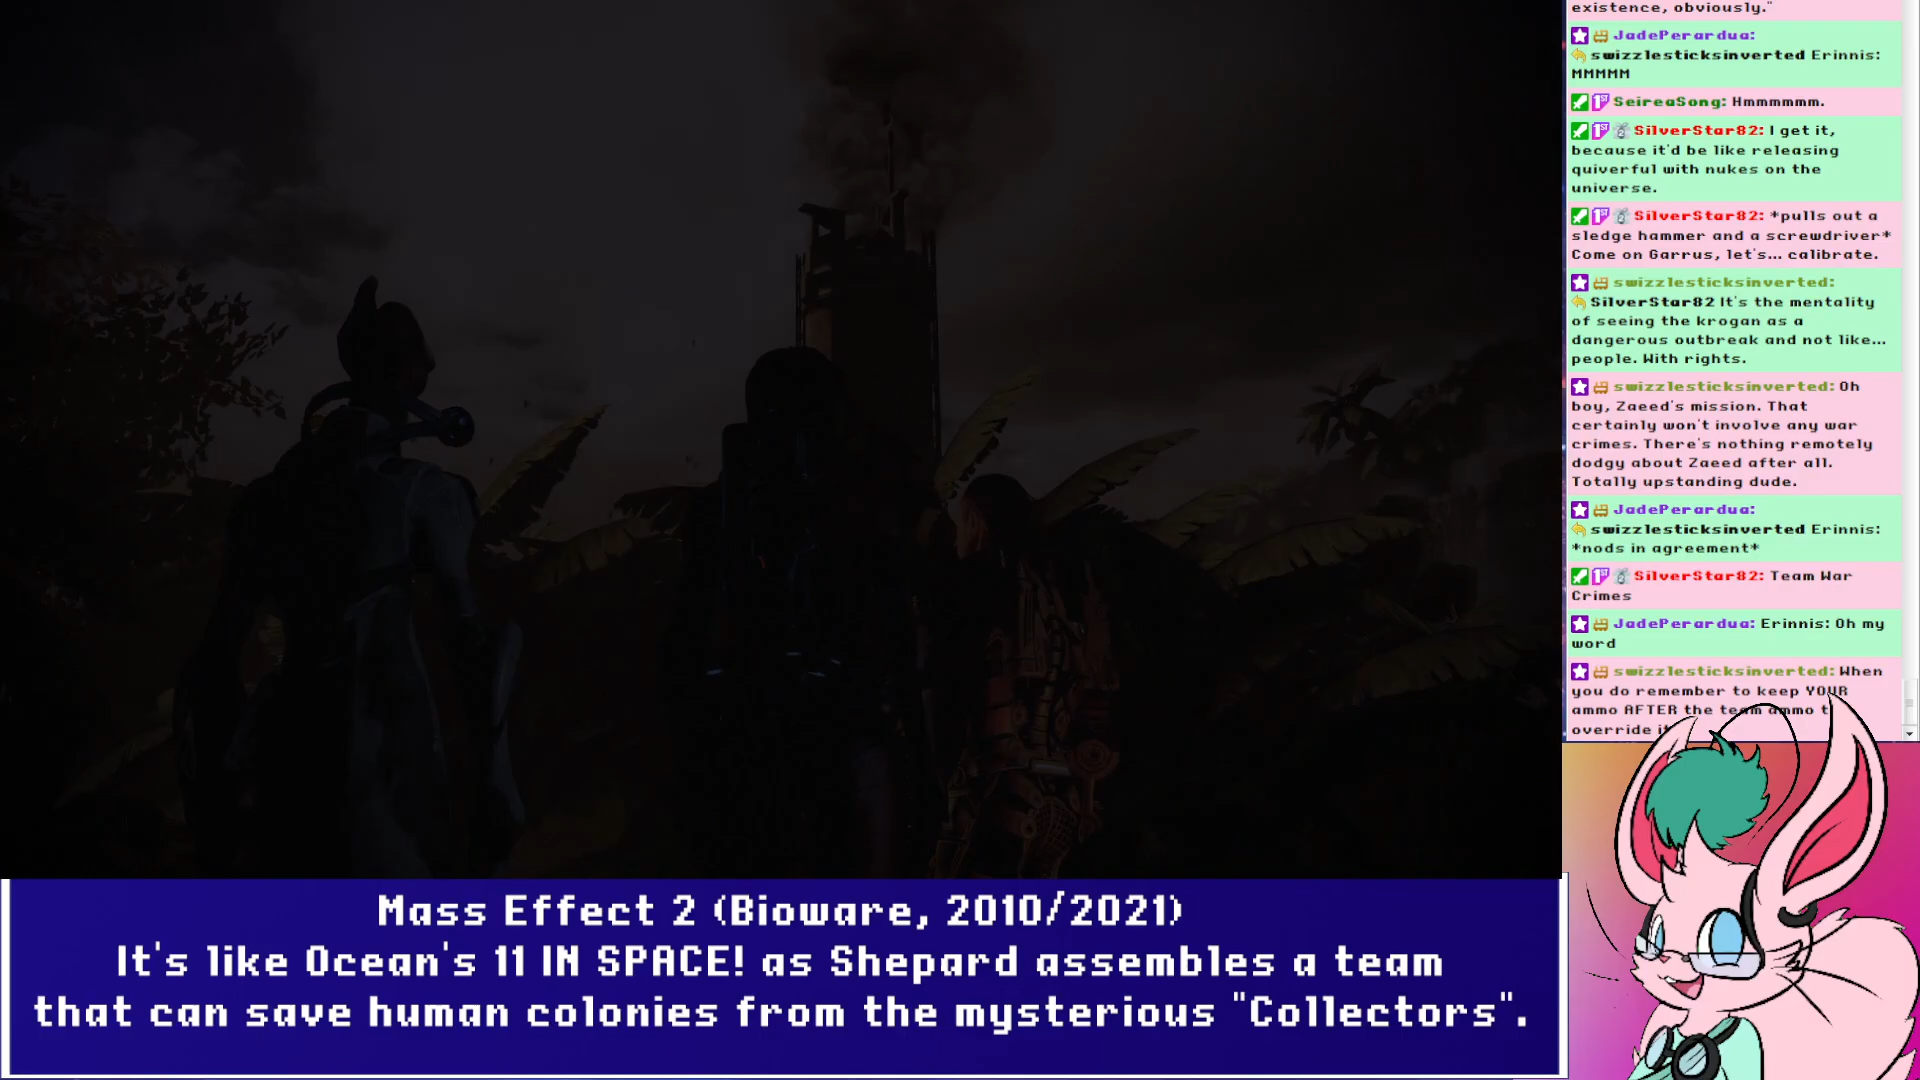 existence, obviously."
JadePerardua:
swizzlesticksinverted Erinnis:
MMMMM
SeireaSong: Hmmmmmm.
SilverStar82: I get it,
because it'd be like releasing
quiverful with nukes on the
universe.
SilverStar82: *pulls out a
sledge hammer and a screwdriver*
Come on Garrus, let's... calibrate.
swizzlesticksinverted:
SilverStar82 It's the mentality
of seeing the krogan as a
dangerous outbreak and not like...
people. With rights.
swizzlesticksinverted: Oh
boy, Zaeed's mission. That
certainly won't involve any war
crimes. There's nothing remotely
dodgy about Zaeed after all.
Totally upstanding dude.
JadePerardua:
swizzlesticksinverted Erinnis:
*nods in agreement*
SilverStar82: Team War
Crimes
JadePerardua: Erinnis: Oh my
word
swizzlesticksinverted: When
you do remember to keep YOUR
ammo AFTER the team ammo
override
Mass Effect 2 (Bioware, 2010/2021)
It's like Ocean's 11 IN SPACE! as Shepard assembles a team
that can save human colonies from the mysterious "Collectors".